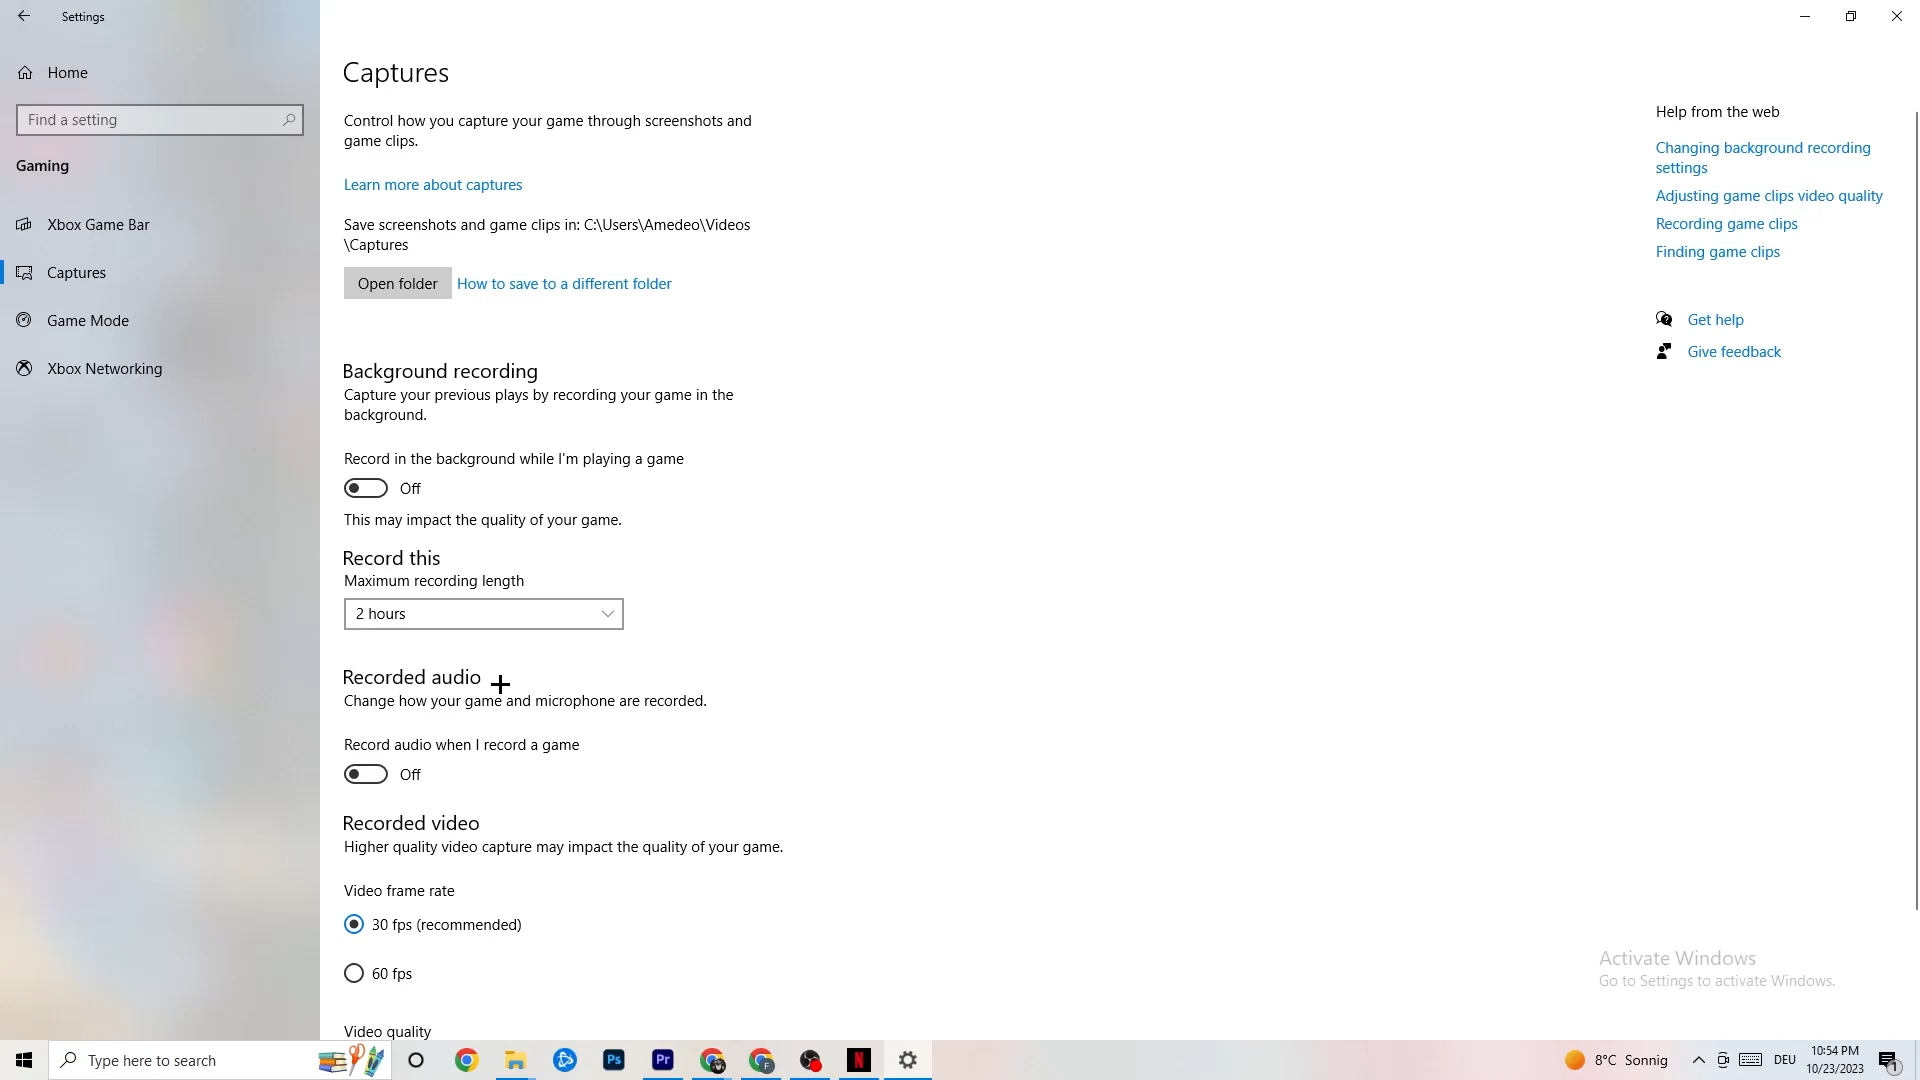 Settings
Home
Find a setting
Gaming
Xbox Game Bar
Captures
Game Mode
Xbox Networking
Captures
Control how you capture your game through screenshots and
game clips.
Learn more about captures
Save screenshots and game clips in: C:\Users\Amedeo\Videos
\Captures
Open folder
How to save to a different folder
Background recording
Capture your previous plays by recording your game in the
background.
Record in the background while I'm playing a game
Off
This may impact the quality of your game.
Record this
Maximum recording length
2 hours
Recorded audio
Change how your game and microphone are recorded.
Record audio when I record a game
Off
Recorded video
Higher quality video capture may impact the quality of your game.
Video frame rate
30 fps (recommended)
60 fps
Video quality
Help from the web
Changing background recording
settings
Adjusting game clips video quality
Recording game clips
Finding game clips
Get help
Give feedback
Activate Windows
Go to Settings to activate Windows.
Type here to search
Ps
Pr
F
N
8°C Sonnig
DEU
10:54 PM
10/23/2023
1